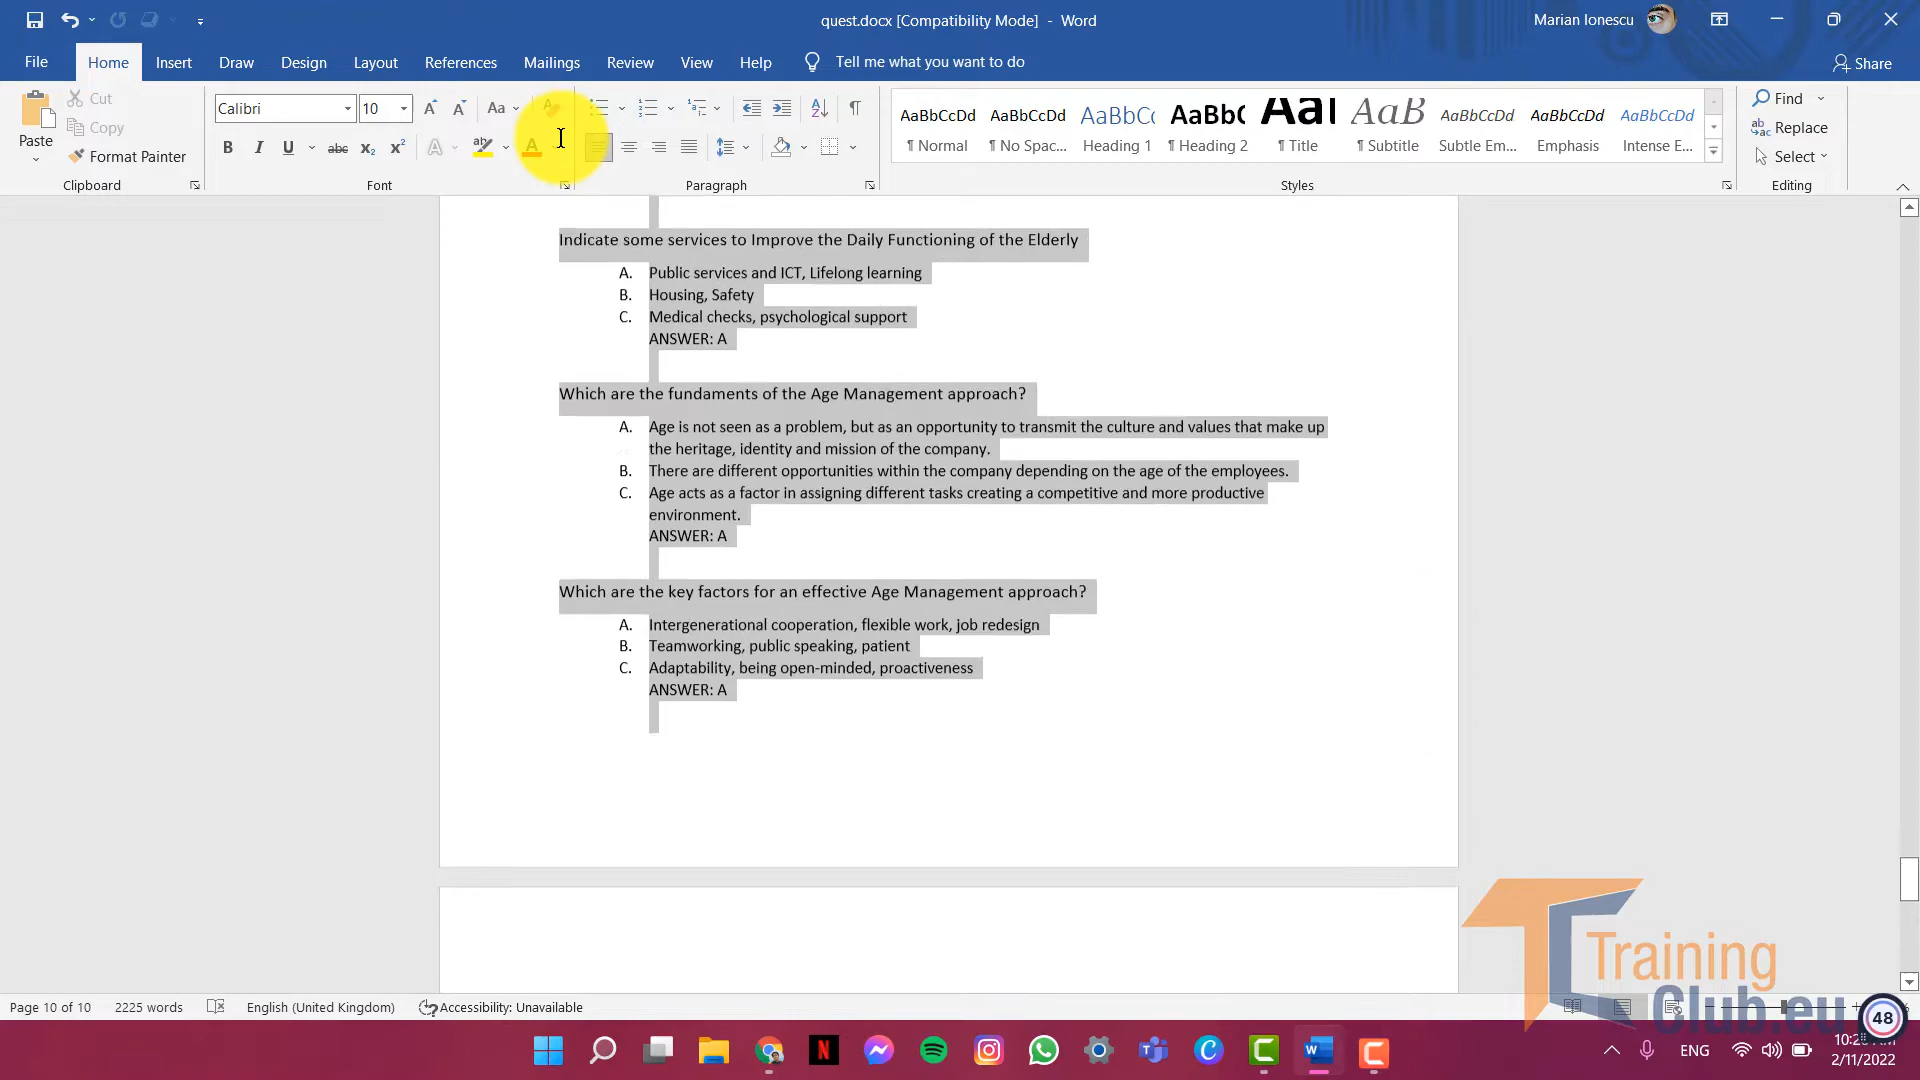 quest.docx [Compatibility Mode] - Word
Marian Ionescu
File Home Insert Draw Design Layout References Mailings Review View Help Tell me what you want to do
Share
Paste
Cut
Copy
Format Painter
Clipboard
Calibri 10
Aa
B I U abc x₂ x² A ab A
Font
Paragraph
AaBbCcDd AaBbCcDd AaBbCc AaBb( AaI AaB AaBbCcDd AaBbCcDd AaBbCcDd
¶ Normal ¶ No Spac... Heading 1 ¶ Heading 2 ¶ Title ¶ Subtitle Subtle Em... Emphasis Intense E...
Styles
Find
Replace
Select
Editing
Indicate some services to Improve the Daily Functioning of the Elderly
A. Public services and ICT, Lifelong learning
B. Housing, Safety
C. Medical checks, psychological support
ANSWER: A
Which are the fundaments of the Age Management approach?
A. Age is not seen as a problem, but as an opportunity to transmit the culture and values that make up
the heritage, identity and mission of the company.
B. There are different opportunities within the company depending on the age of the employees.
C. Age acts as a factor in assigning different tasks creating a competitive and more productive
environment.
ANSWER: A
Which are the key factors for an effective Age Management approach?
A. Intergenerational cooperation, flexible work, job redesign
B. Teamworking, public speaking, patient
C. Adaptability, being open-minded, proactiveness
ANSWER: A
Training
Club.eu
Page 10 of 10 2225 words English (United Kingdom) Accessibility: Unavailable
48
ENG
2/11/2022